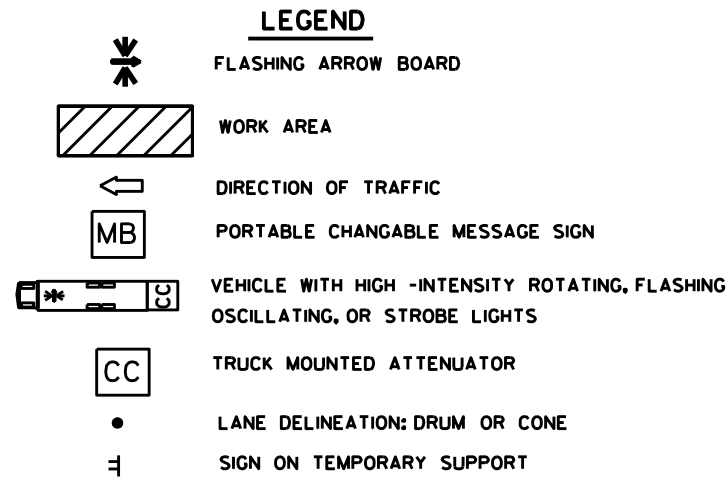 LEGEND
FLASHING ARROW BOARD
WORK AREA
DIRECTION OF TRAFFIC
MB PORTABLE CHANGABLE MESSAGE SIGN
CC VEHICLE WITH HIGH -INTENSITY ROTATING, FLASHING
OSCILLATING, OR STROBE LIGHTS
CC TRUCK MOUNTED ATTENUATOR
LANE DELINEATION: DRUM OR CONE
SIGN ON TEMPORARY SUPPORT